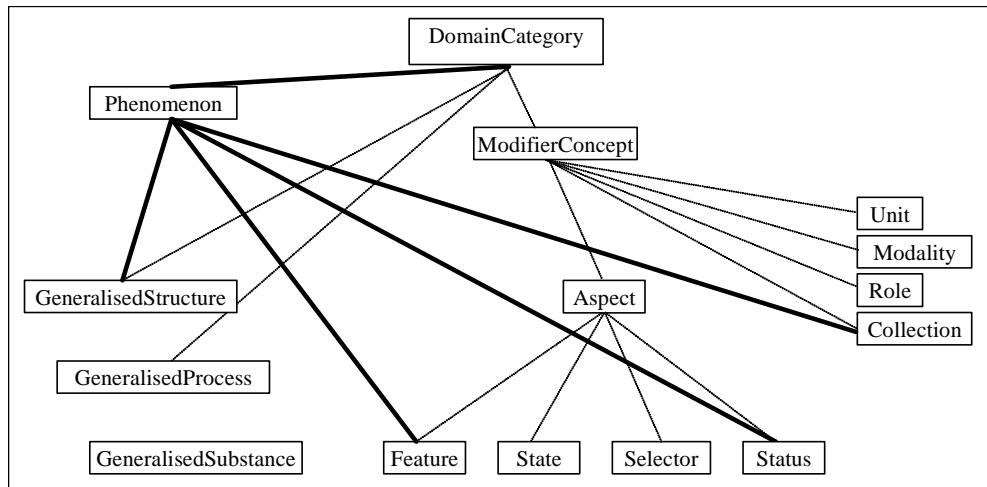 DomainCategory
Phenomenon
ModifierConcept
Unit
Modality
Role
Collection
GeneralisedStructure
Aspect
GeneralisedProcess
GeneralisedSubstance
Feature
State
Selector
Status